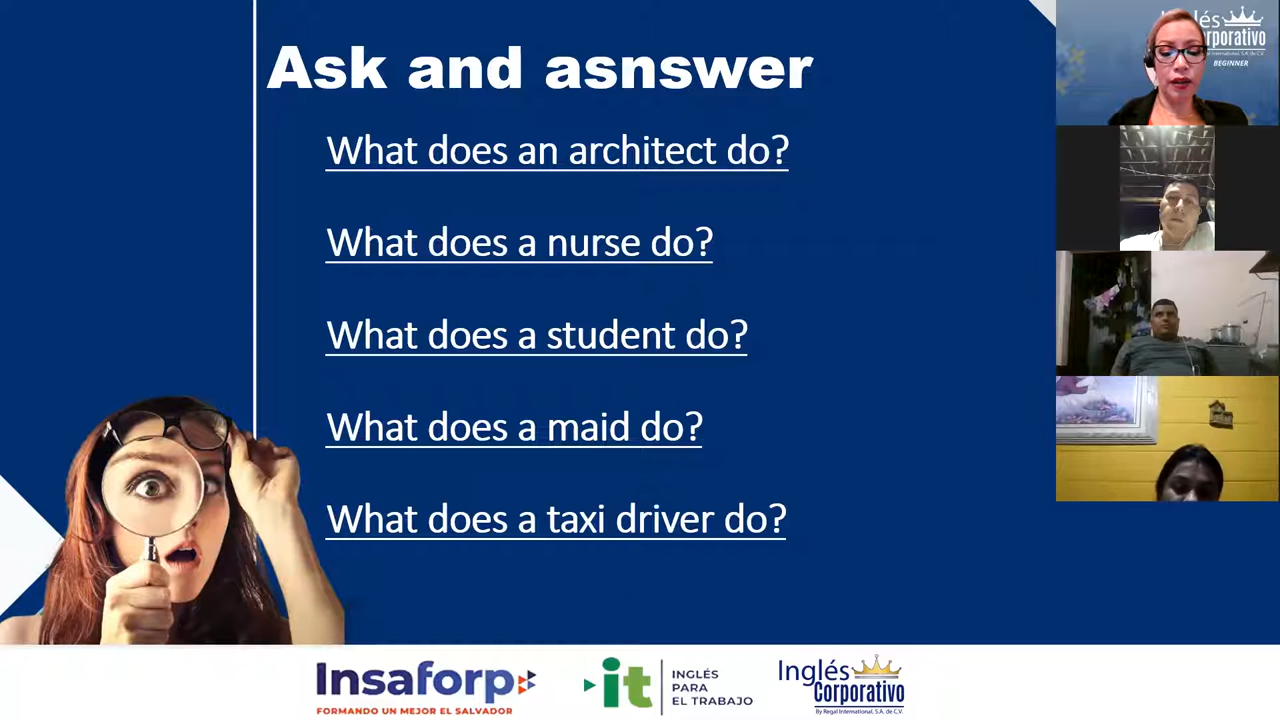 Ask and asnswer
What does an architect do?
What does a nurse do?
What does a student do?
What does a maid do?
What does a taxi driver do?
Insaforp
FORMANDO UN MEJOR EL SALVADOR
it
INGLÉS
PARA
EL TRABAJO
Inglés
Corporativo
By Regal International, S.A. de C.V.
BEGINNER